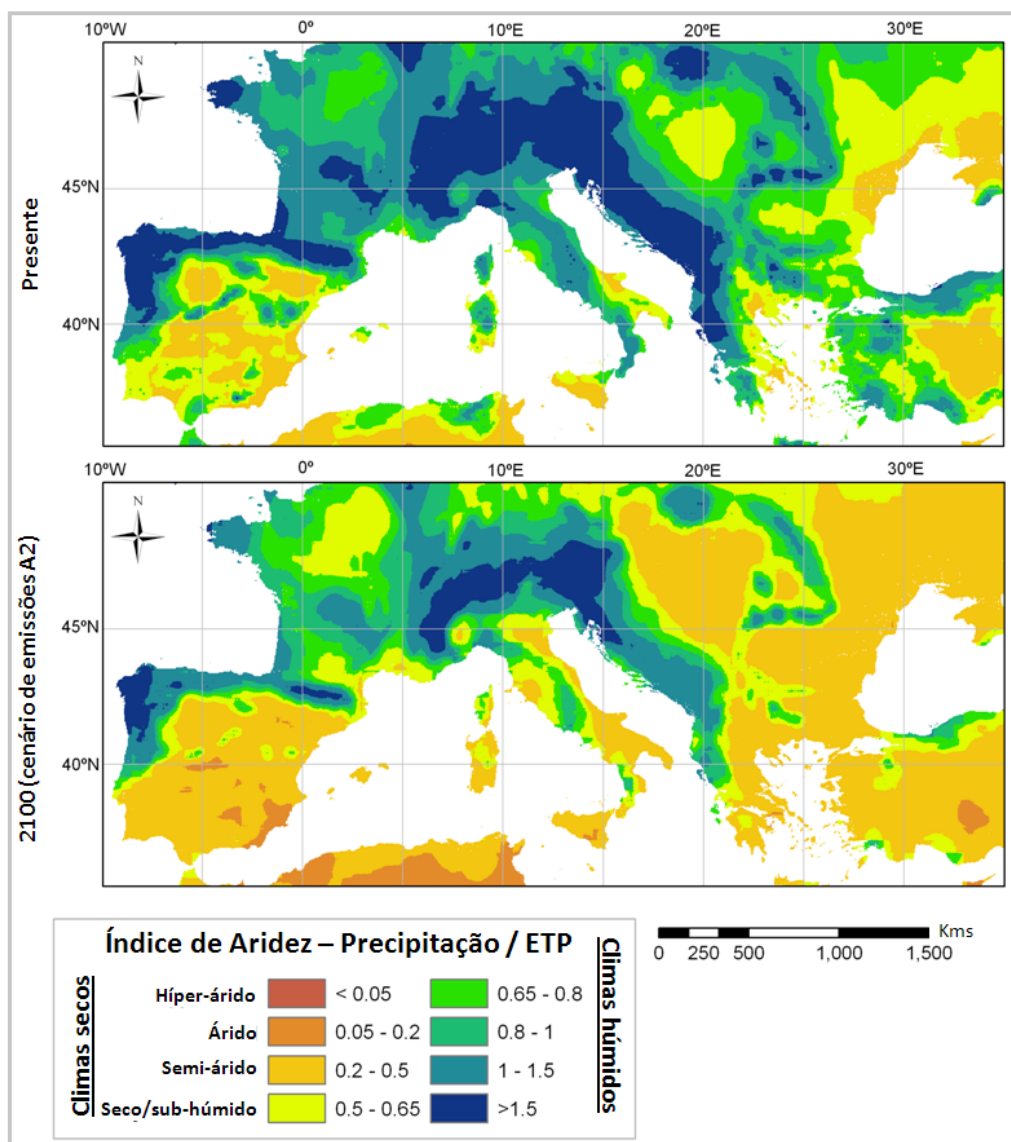 10ºW 0º 10ºE 20ºE 30ºE
N
45ºN
40ºN
Presente
10ºW 0º 10ºE 20ºE 30ºE
N
45ºN
40ºN
2100 (cenário de emissões A2)
Índice de Aridez – Precipitação / ETP
Climas secos
Híper-árido < 0.05 0.65 - 0.8
Árido 0.05 - 0.2 0.8 - 1
Semi-árido 0.2 - 0.5 1 - 1.5
Seco/sub-húmido 0.5 - 0.65 >1.5
Climas húmidos
Kms
0 250 500 1,000 1,500